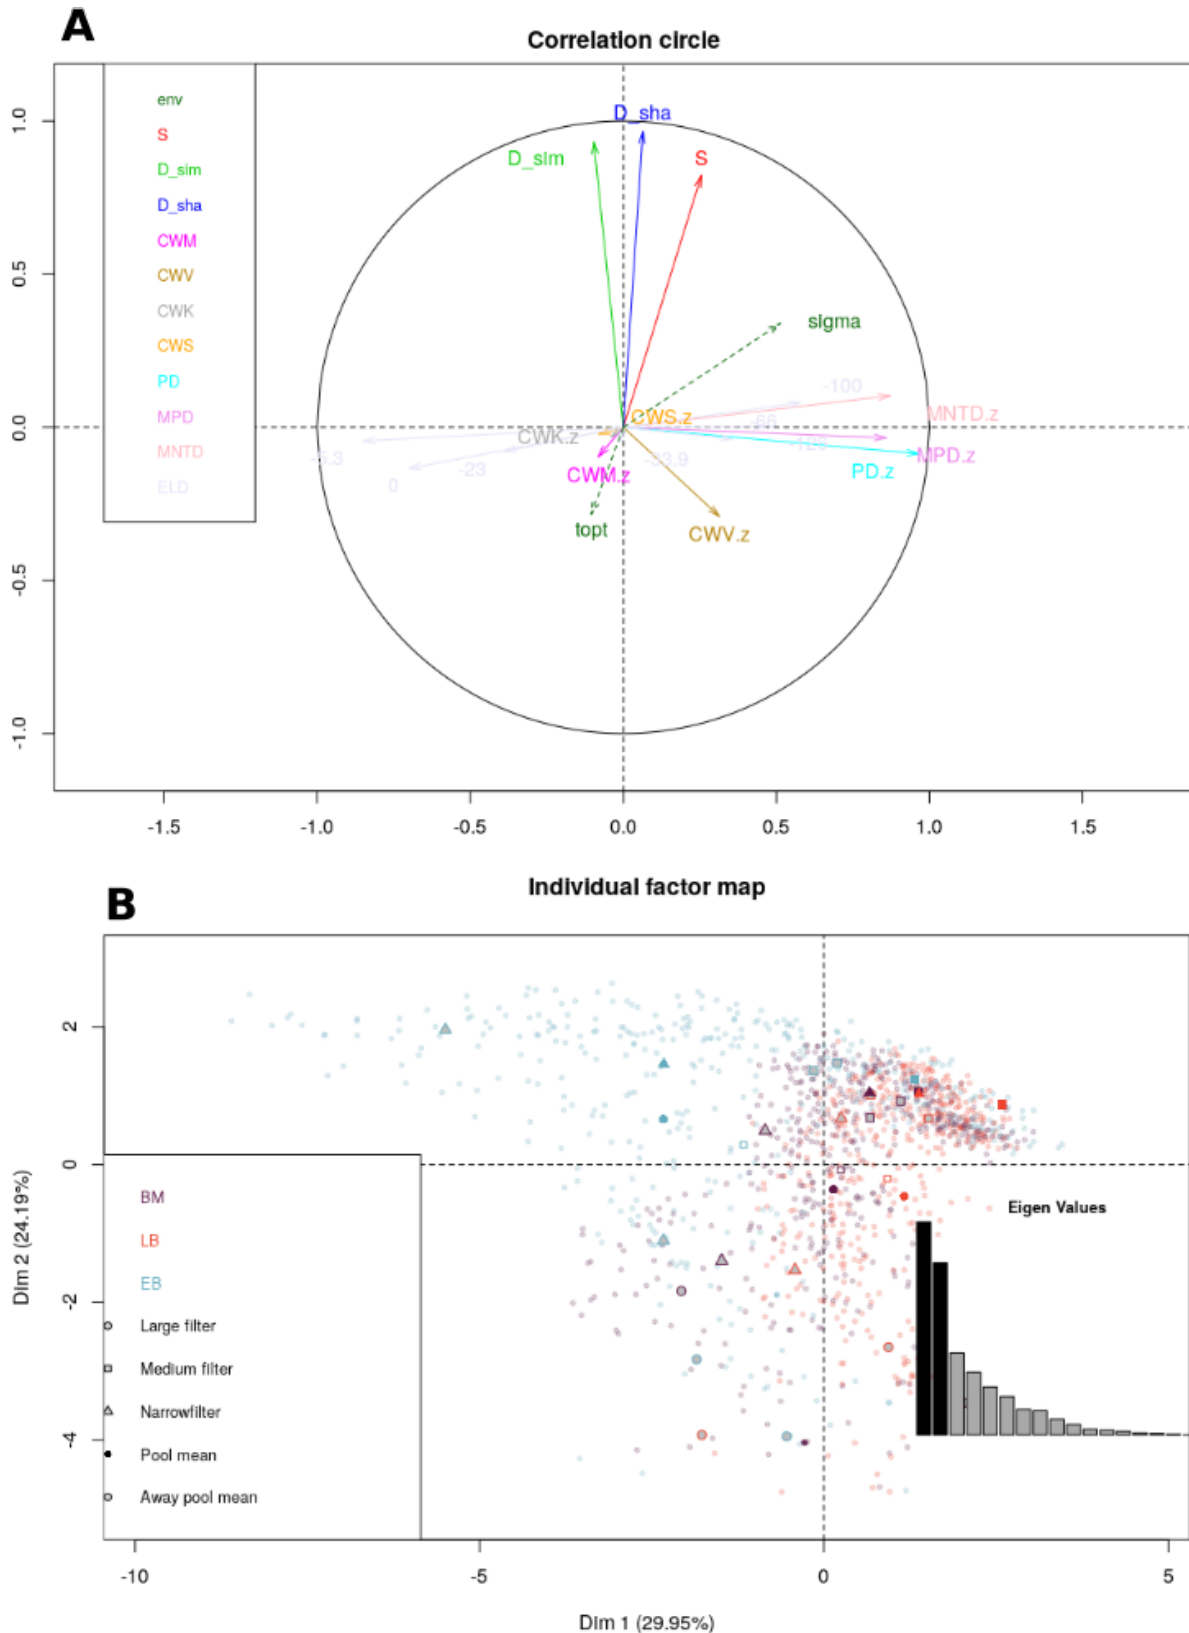 A
Correlation circle
env
S
D_sim
D_sha
CWM
CWV
CWK
CWS
PD
MPD
MNTD
ELD
D_sha
D_sim
S
sigma
-100
CWS.z
-66
MNTD.z
CWK.z
-126
MPD.z
-33.9
PD.z
-23
0
CWM.z
topt
CWV.z
1.0
0.5
0.0
-0.5
-1.0
-1.5
-1.0
-0.5
0.0
0.5
1.0
1.5
B
Individual factor map
2
0
-2
-4
Dim 2 (24.19%)
BM
LB
EB
Large filter
Medium filter
Narrowfilter
Pool mean
Away pool mean
Eigen Values
-10
-5
0
5
Dim 1 (29.95%)